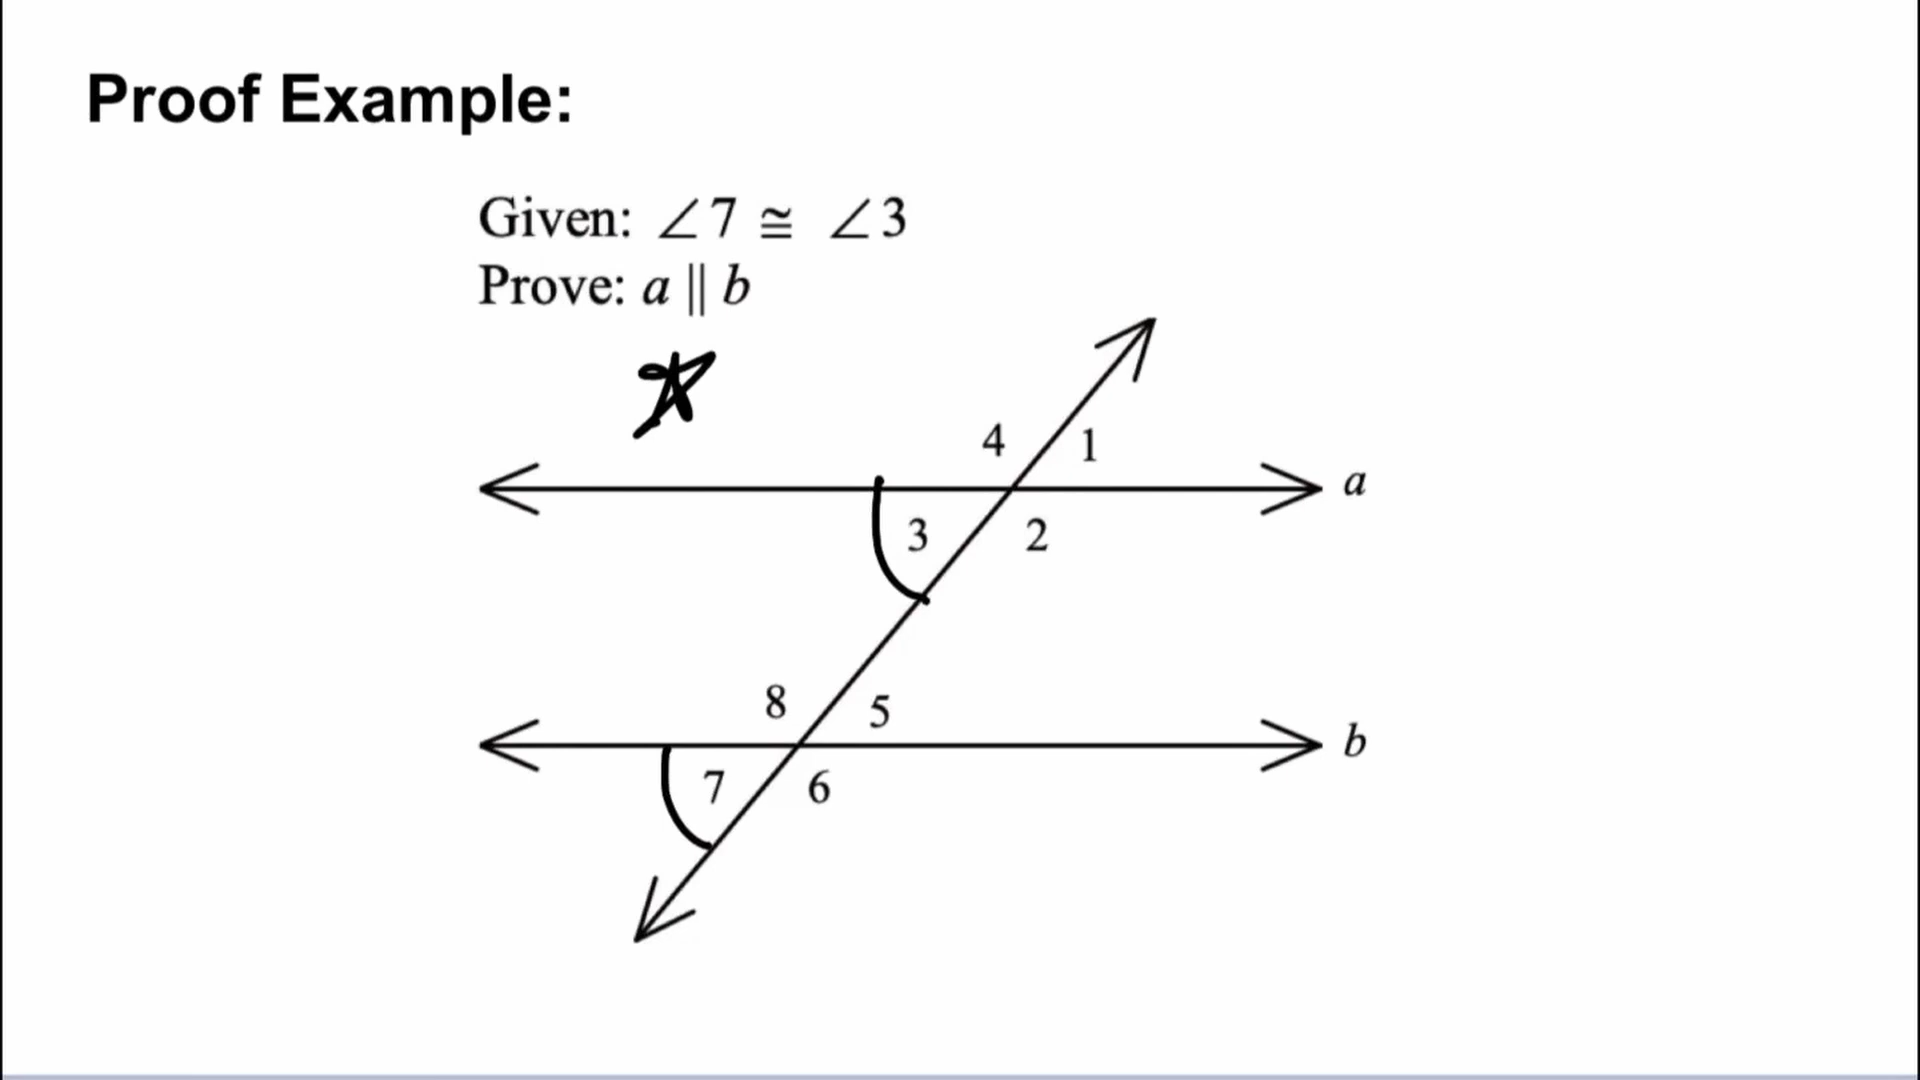 Proof Example:
Given: ∠7 ≅ ∠3
Prove: a || b
4 1
a
3 2
8 5
b
7 6